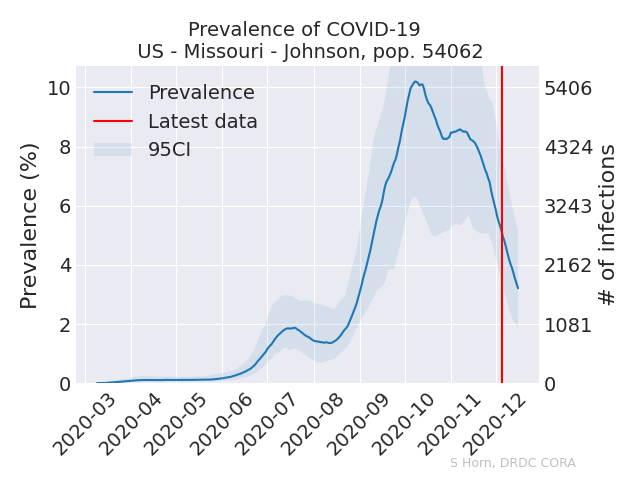 Prevalence of COVID-19
US - Missouri - Johnson, pop. 54062
Prevalence
Latest data
95CI
Prevalence (%)
10
8
6
4
2
0
5406
4324
3243
2162
1081
0
# of infections
2020-03
2020-04
2020-05
2020-06
2020-07
2020-08
2020-09
2020-10
2020-11
2020-12
S Horn, DRDC CORA